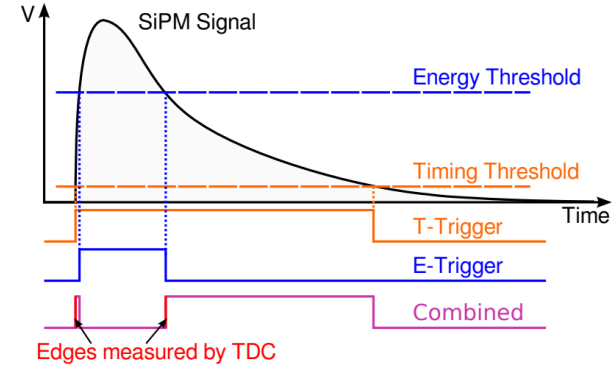 V
SiPM Signal
Energy Threshold
Timing Threshold
Time
T-Trigger
E-Trigger
Combined
Edges measured by TDC